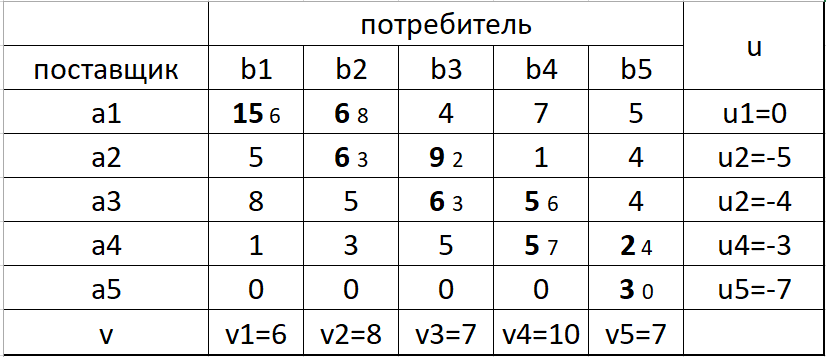 потребитель u
поставщик b1 b2 b3 b4 b5
a1 15 6 6 8 4 7 5 u1=0
a2 5 6 3 9 2 1 4 u2=-5
a3 8 5 6 3 5 6 4 u2=-4
a4 1 3 5 5 7 2 4 u4=-3
a5 0 0 0 0 3 0 u5=-7
v v1=6 v2=8 v3=7 v4=10 v5=7